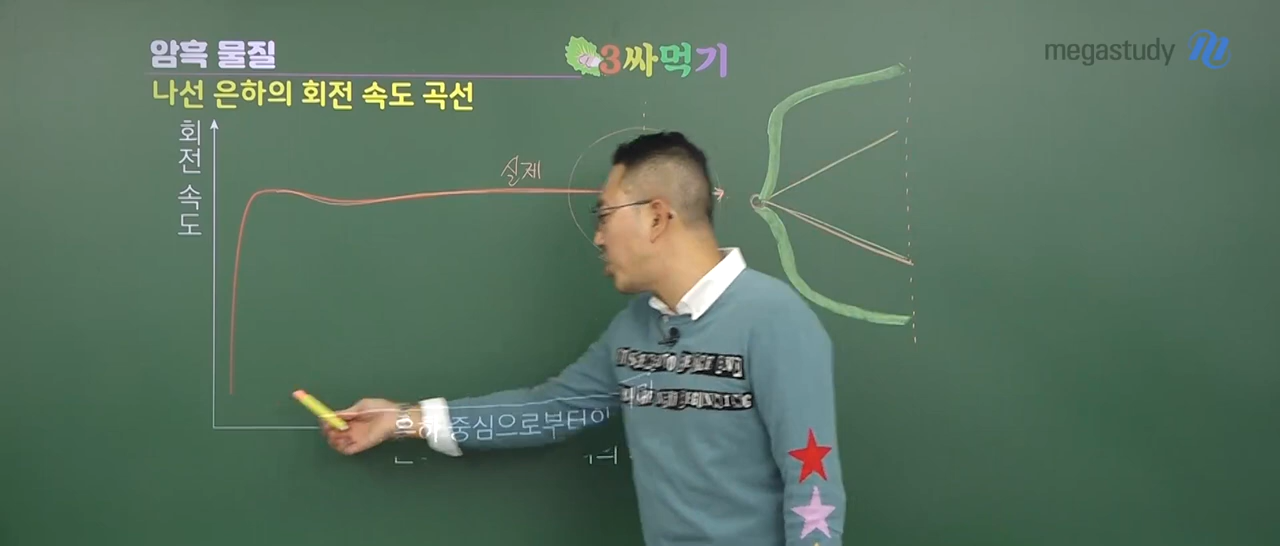 암흑 물질
3싸먹기
megastudy
나선 은하의 회전 속도 곡선
회전 속도
실제
은하 중심으로부터의